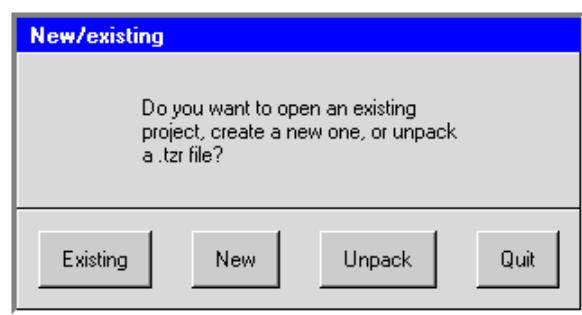 New/existing
Do you want to open an existing
project, create a new one, or unpack
a .tzr file?
Existing New Unpack Quit